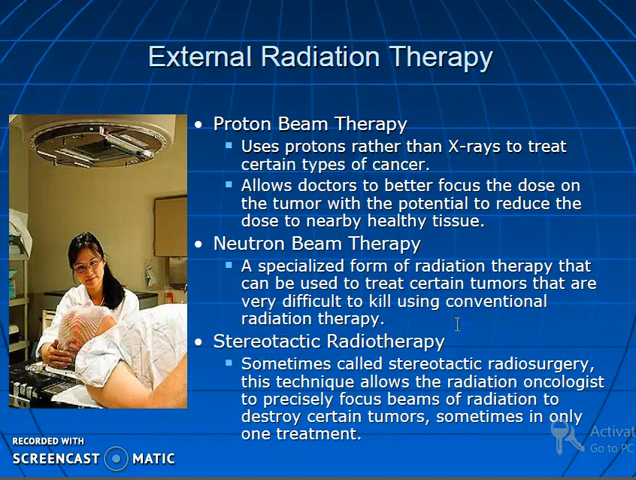 External Radiation Therapy
• Proton Beam Therapy
▪ Uses protons rather than X-rays to treat
certain types of cancer.
▪ Allows doctors to better focus the dose on
the tumor with the potential to reduce the
dose to nearby healthy tissue.
• Neutron Beam Therapy
▪ A specialized form of radiation therapy that
can be used to treat certain tumors that are
very difficult to kill using conventional
radiation therapy.
• Stereotactic Radiotherapy
▪ Sometimes called stereotactic radiosurgery,
this technique allows the radiation oncologist
to precisely focus beams of radiation to
destroy certain tumors, sometimes in only
one treatment.
RECORDED WITH
SCREENCAST MATIC
Activat
Go to PC